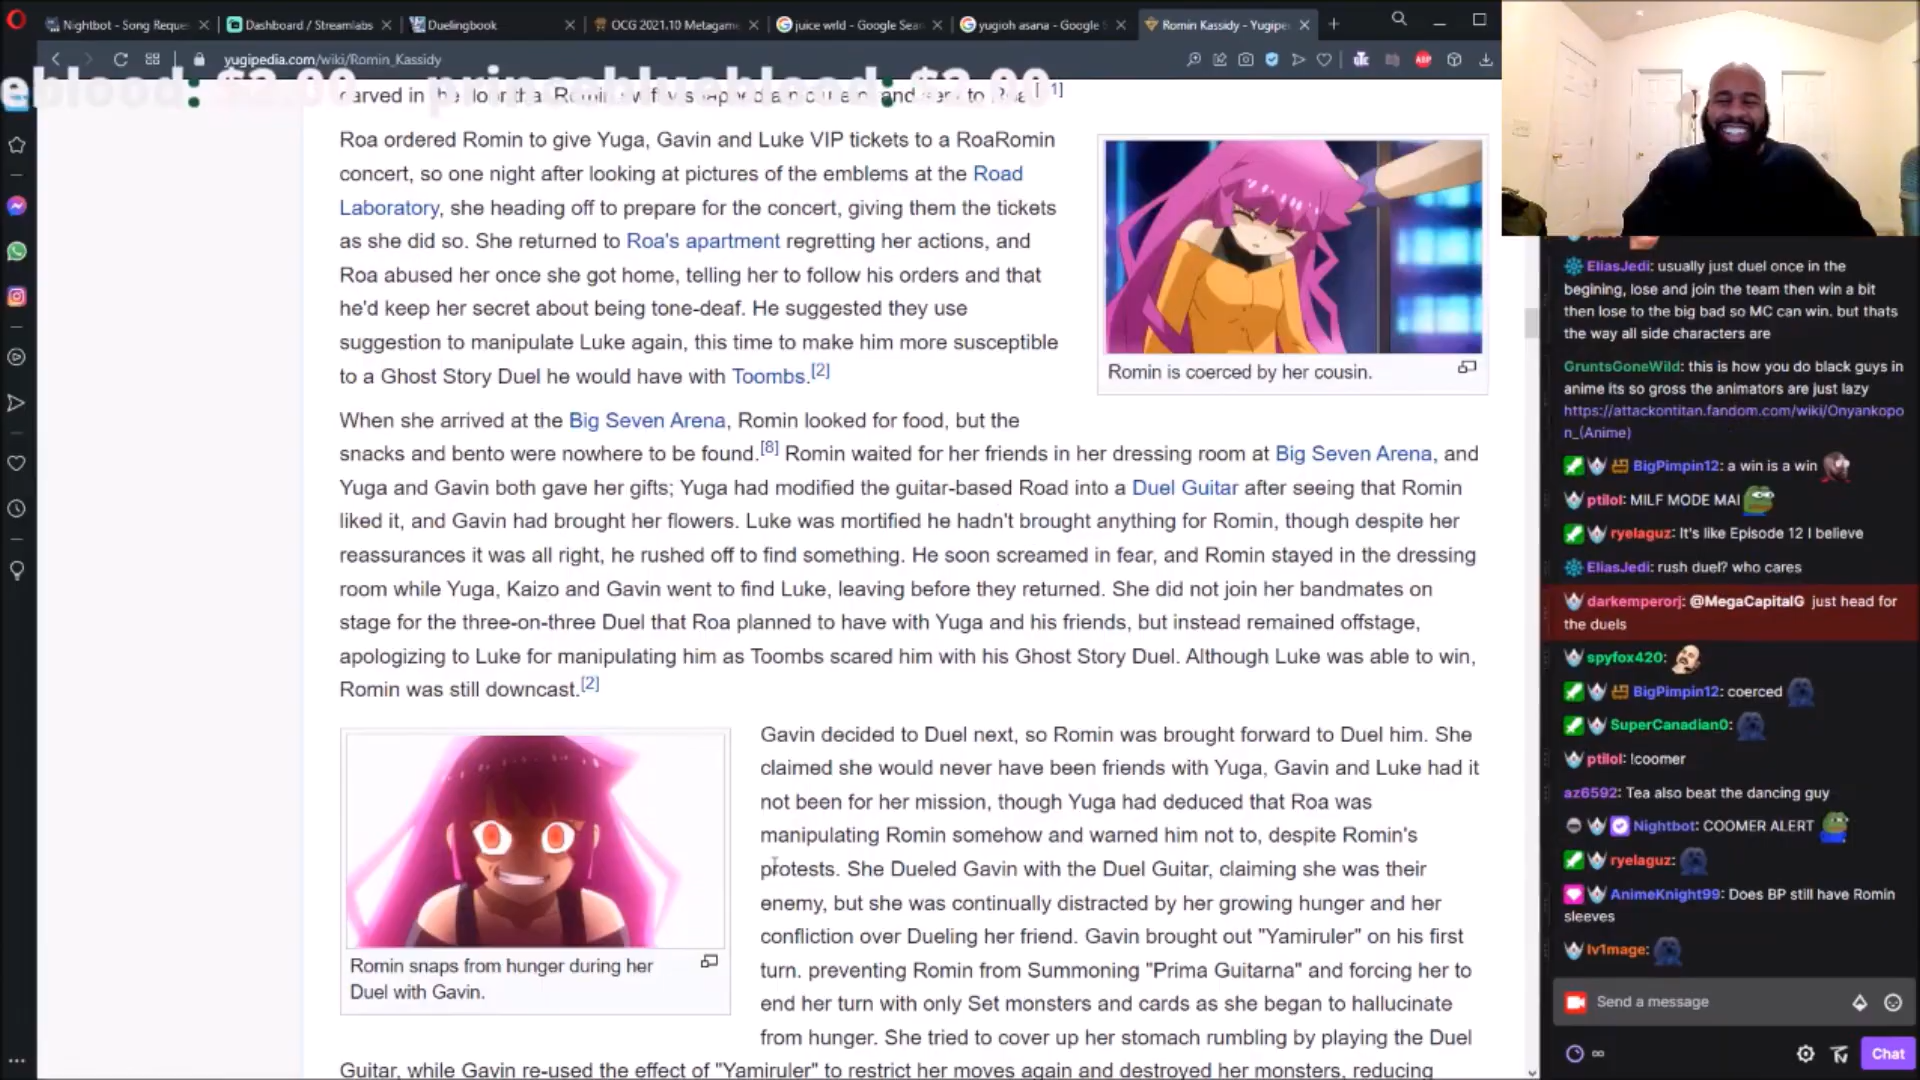 Nightbot - Song Reque
Dashboard / Streamlabs
Duelingbook
OCG 2021.10 Metagame
juice wrld - Google Sear
yugioh asana - Google S
Romin Kassidy - Yugipe
yugipedia.com/wiki/Romin_Kassidy
eblood: $2.00 princeblueblood: $2.00
Roa ordered Romin to give Yuga, Gavin and Luke VIP tickets to a RoaRomin
concert, so one night after looking at pictures of the emblems at the Road
Laboratory, she heading off to prepare for the concert, giving them the tickets
as she did so. She returned to Roa's apartment regretting her actions, and
Roa abused her once she got home, telling her to follow his orders and that
he'd keep her secret about being tone-deaf. He suggested they use
suggestion to manipulate Luke again, this time to make him more susceptible
to a Ghost Story Duel he would have with Toombs.[2]
Romin is coerced by her cousin.
When she arrived at the Big Seven Arena, Romin looked for food, but the
snacks and bento were nowhere to be found.[8] Romin waited for her friends in her dressing room at Big Seven Arena, and
Yuga and Gavin both gave her gifts; Yuga had modified the guitar-based Road into a Duel Guitar after seeing that Romin
liked it, and Gavin had brought her flowers. Luke was mortified he hadn't brought anything for Romin, though despite her
reassurances it was all right, he rushed off to find something. He soon screamed in fear, and Romin stayed in the dressing
room while Yuga, Kaizo and Gavin went to find Luke, leaving before they returned. She did not join her bandmates on
stage for the three-on-three Duel that Roa planned to have with Yuga and his friends, but instead remained offstage,
apologizing to Luke for manipulating him as Toombs scared him with his Ghost Story Duel. Although Luke was able to win,
Romin was still downcast.[2]
Romin snaps from hunger during her
Duel with Gavin.
Gavin decided to Duel next, so Romin was brought forward to Duel him. She
claimed she would never have been friends with Yuga, Gavin and Luke had it
not been for her mission, though Yuga had deduced that Roa was
manipulating Romin somehow and warned him not to, despite Romin's
protests. She Dueled Gavin with the Duel Guitar, claiming she was their
enemy, but she was continually distracted by her growing hunger and her
confliction over Dueling her friend. Gavin brought out "Yamiruler" on his first
turn. preventing Romin from Summoning "Prima Guitarna" and forcing her to
end her turn with only Set monsters and cards as she began to hallucinate
from hunger. She tried to cover up her stomach rumbling by playing the Duel
Guitar, while Gavin re-used the effect of "Yamiruler" to restrict her moves again and destroyed her monsters, reducing
EliasJedi: usually just duel once in the
begining, lose and join the team then win a bit
then lose to the big bad so MC can win. but thats
the way all side characters are
GruntsGoneWild: this is how you do black guys in
anime its so gross the animators are just lazy
https://attackontitan.fandom.com/wiki/Onyankopo
n_(Anime)
BigPimpin12: a win is a win
ptilol: MILF MODE MAI
ryelaguz: It's like Episode 12 I believe
EliasJedi: rush duel? who cares
darkemperorj: @MegaCapitalG just head for
the duels
spyfox420:
BigPimpin12: coerced
SuperCanadian0:
ptilol: !coomer
az6592: Tea also beat the dancing guy
Nightbot: COOMER ALERT
ryelaguz:
AnimeKnight99: Does BP still have Romin
sleeves
lv1mage:
Send a message
Chat